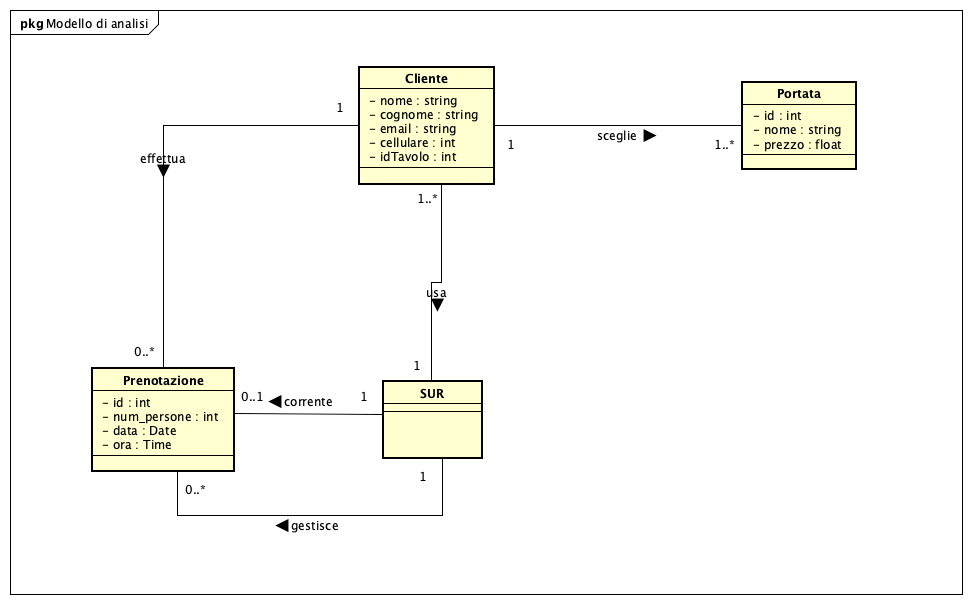 pkg Modello di analisi
Cliente
- nome : string
- cognome : string
- email : string
- cellulare : int
- idTavolo : int
Portata
- id : int
- nome : string
- prezzo : float
1
sceglie
1
1..*
effettua
1..*
usa
0..*
1
Prenotazione
- id : int
- num_persone : int
- data : Date
- ora : Time
0..1
corrente
1
SUR
0..*
1
gestisce